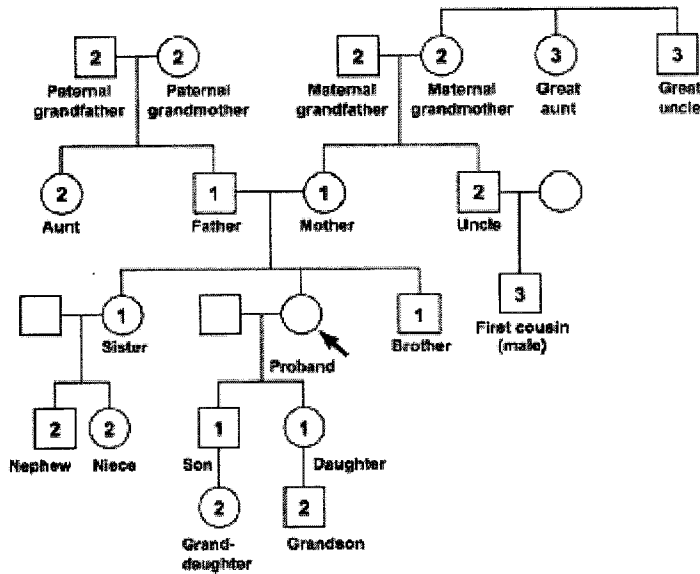 2 2 2 2 3 3
Paternal grandfather
Paternal grandmother
Maternal grandfather
Maternal grandmother
Great aunt
Great uncle
2 1 1 2
Aunt Father Mother Uncle
1 1 3
Sister
Proband
Brother
First cousin
(male)
2 2 1 1
Nephew Niece Son Daughter
2 2
Grand-
daughter
Grandson